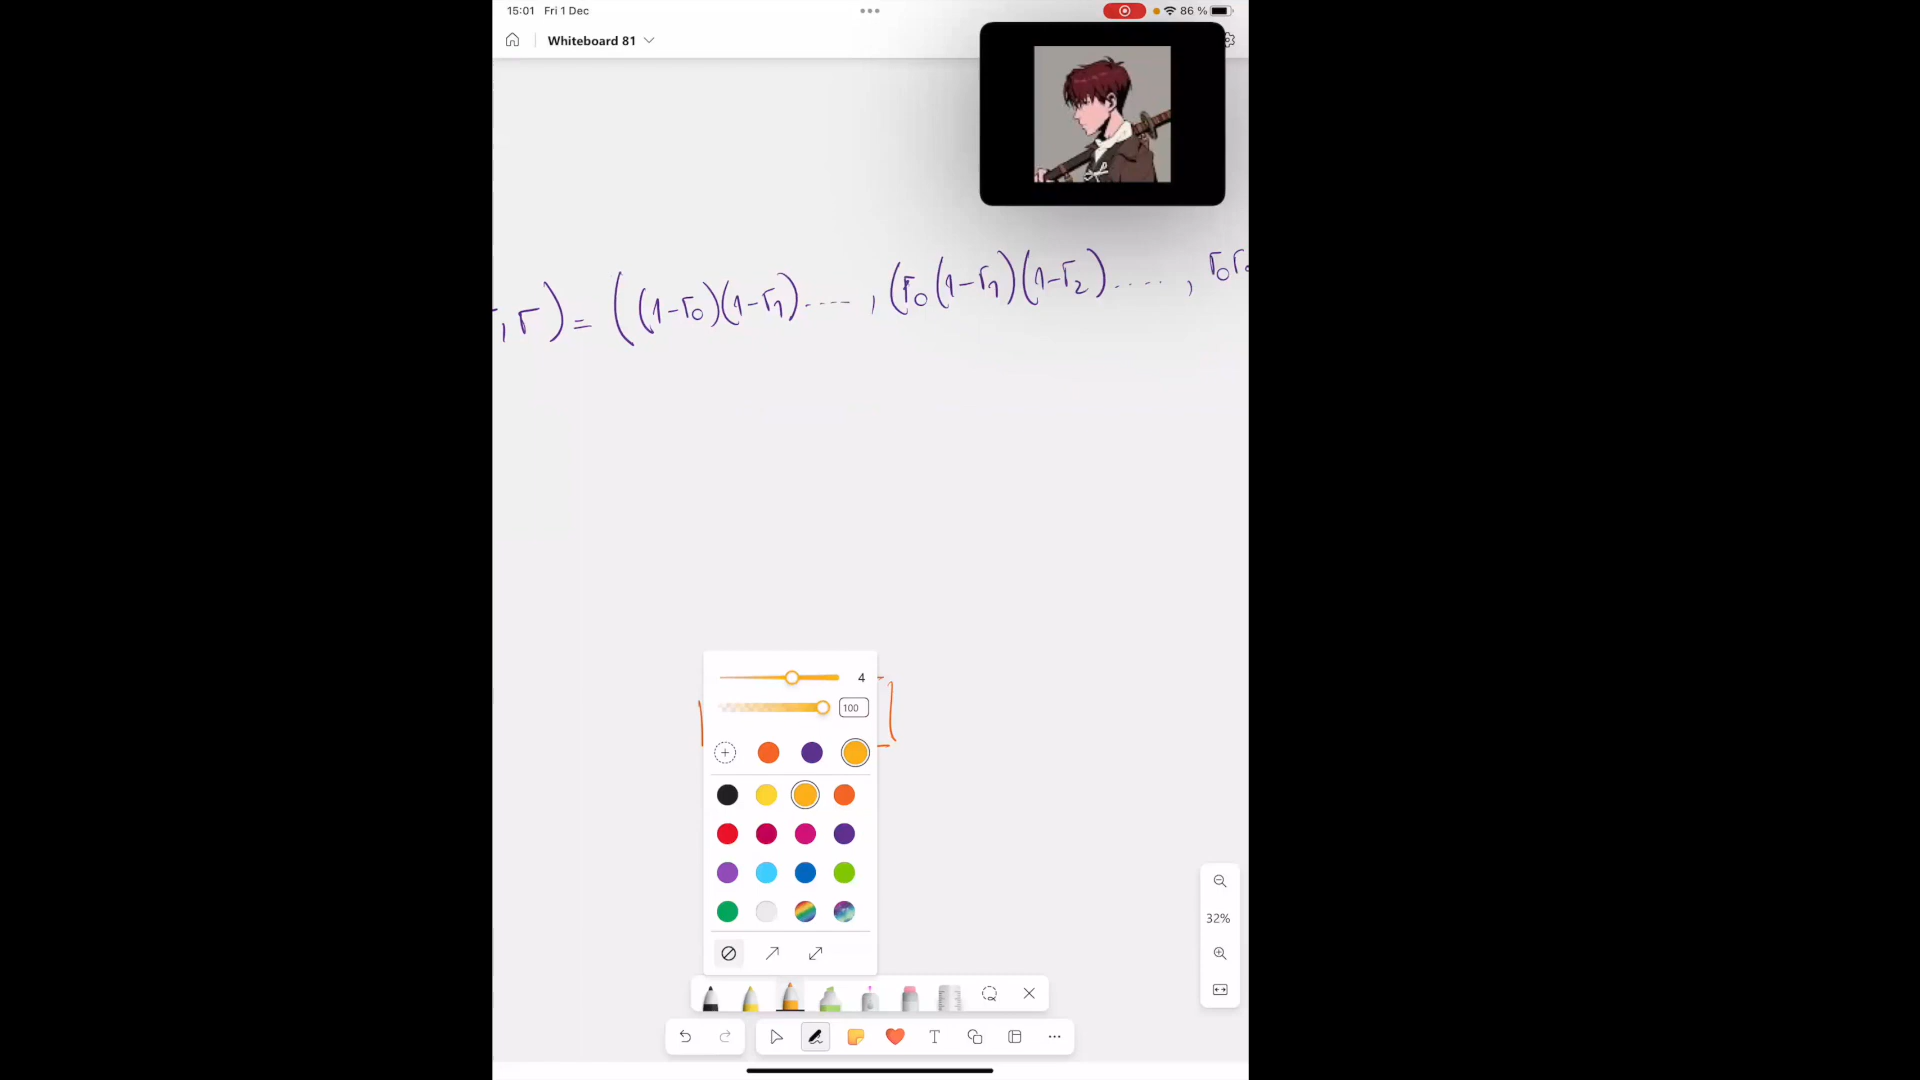 15:01 Fri 1 Dec
86 %
Whiteboard 81
, r) = ((1-r₀)(1-r₁)....., (r₀(1-r₁)(1-r₂)....., r₀r
4
100
32%
T